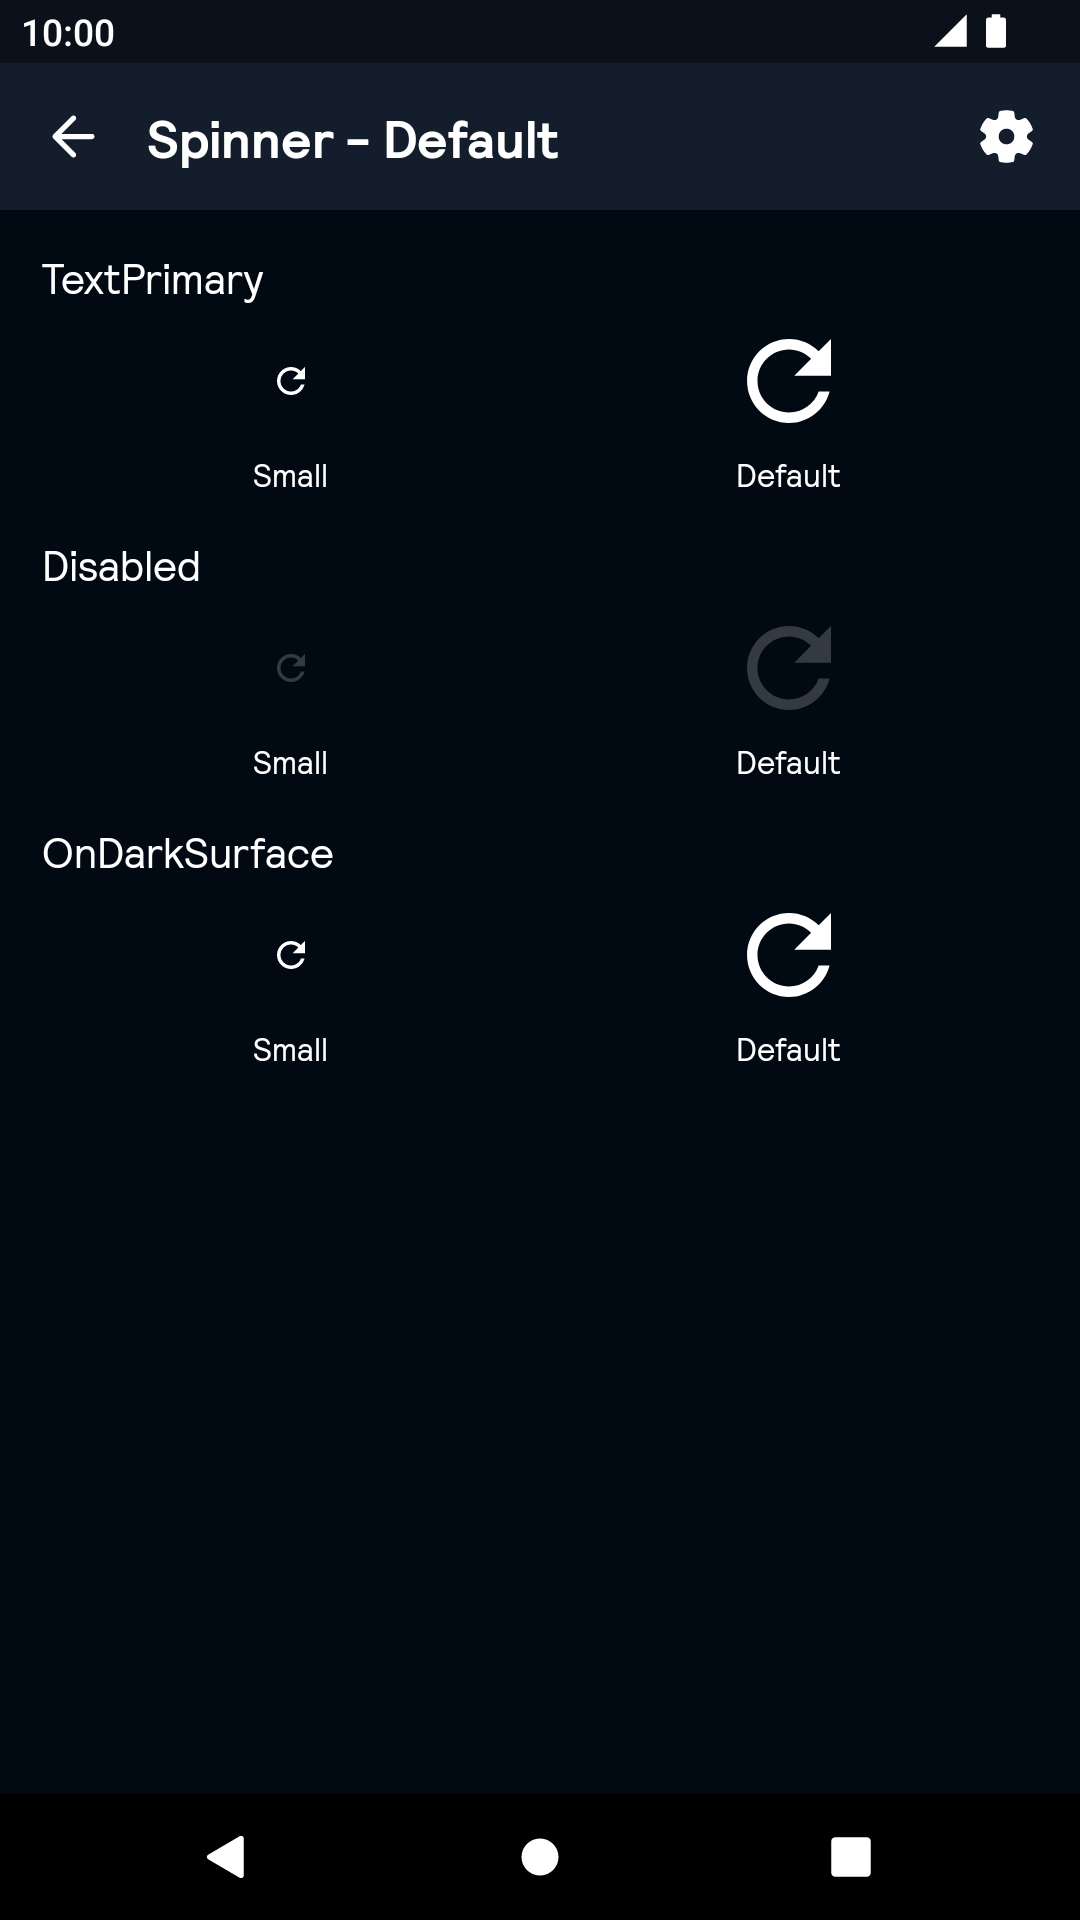 10:00
Spinner - Default
TextPrimary
Small Default
Disabled
Small Default
OnDarkSurface
Small Default